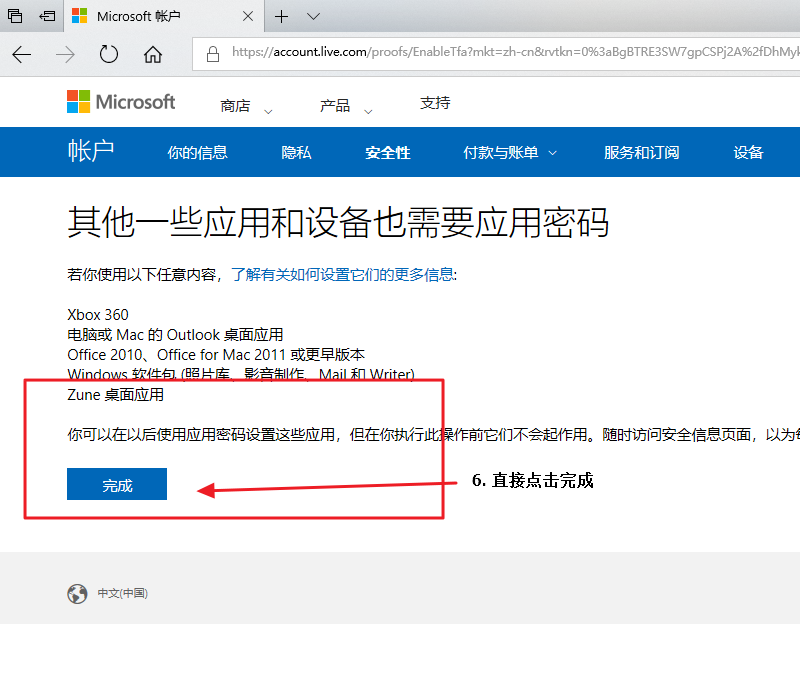 Microsoft 帐户
https://account.live.com/proofs/EnableTfa?mkt=zh-cn&rvtkn=0%3aBgBTRE3SW7gpCSPj2A%2fDhMyk
Microsoft 商店 产品 支持
帐户 你的信息 隐私 安全性 付款与账单 服务和订阅 设备
其他一些应用和设备也需要应用密码
若你使用以下任意内容，了解有关如何设置它们的更多信息:
Xbox 360
电脑或 Mac 的 Outlook 桌面应用
Office 2010、Office for Mac 2011 或更早版本
Windows 软件包 (照片库、影音制作、Mail 和 Writer)
Zune 桌面应用
你可以在以后使用应用密码设置这些应用，但在你执行此操作前它们不会起作用。随时访问安全信息页面，以为
完成
6. 直接点击完成
中文(中国)